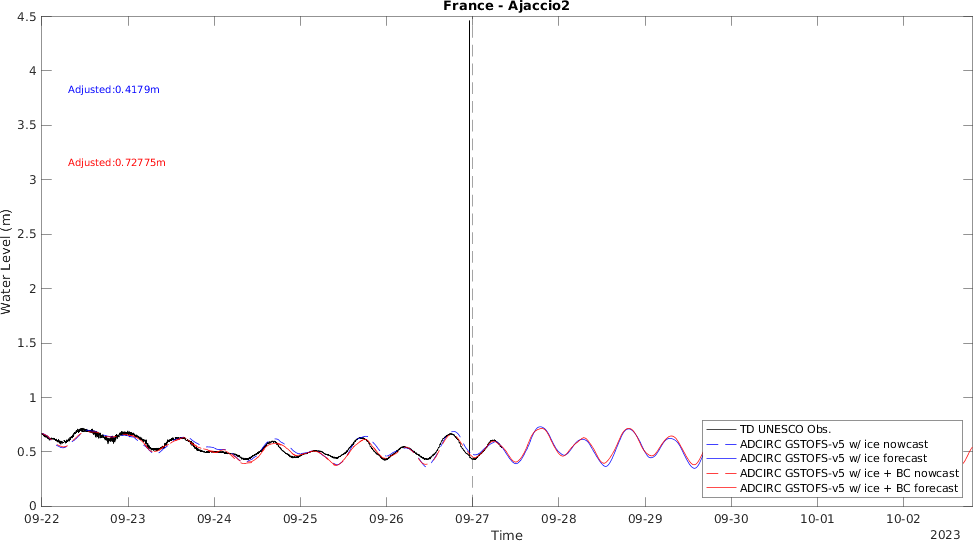 France - Ajaccio2
4.5
4
3.5
3
2.5
2
1.5
1
0.5
0
Water Level (m)
Adjusted:0.4179m
Adjusted:0.72775m
TD UNESCO Obs.
ADCIRC GSTOFS-v5 w/ ice nowcast
ADCIRC GSTOFS-v5 w/ ice forecast
ADCIRC GSTOFS-v5 w/ ice + BC nowcast
ADCIRC GSTOFS-v5 w/ ice + BC forecast
09-22 09-23 09-24 09-25 09-26 09-27 09-28 09-29 09-30 10-01 10-02
Time
2023